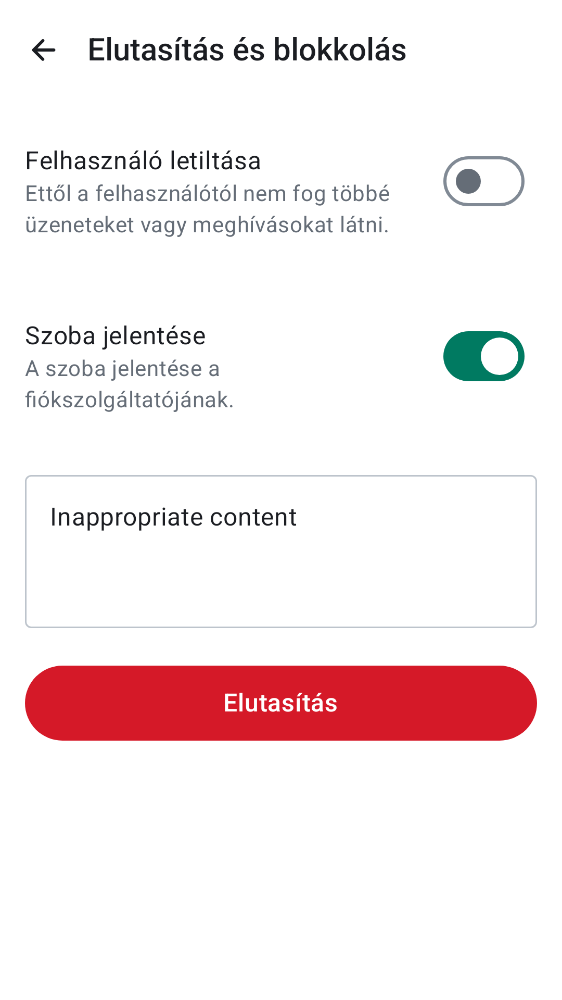 Elutasítás és blokkolás
Felhasználó letiltása
Ettől a felhasználótól nem fog többé
üzeneteket vagy meghívásokat látni.
Szoba jelentése
A szoba jelentése a
fiókszolgáltatójának.
Inappropriate content
Elutasítás